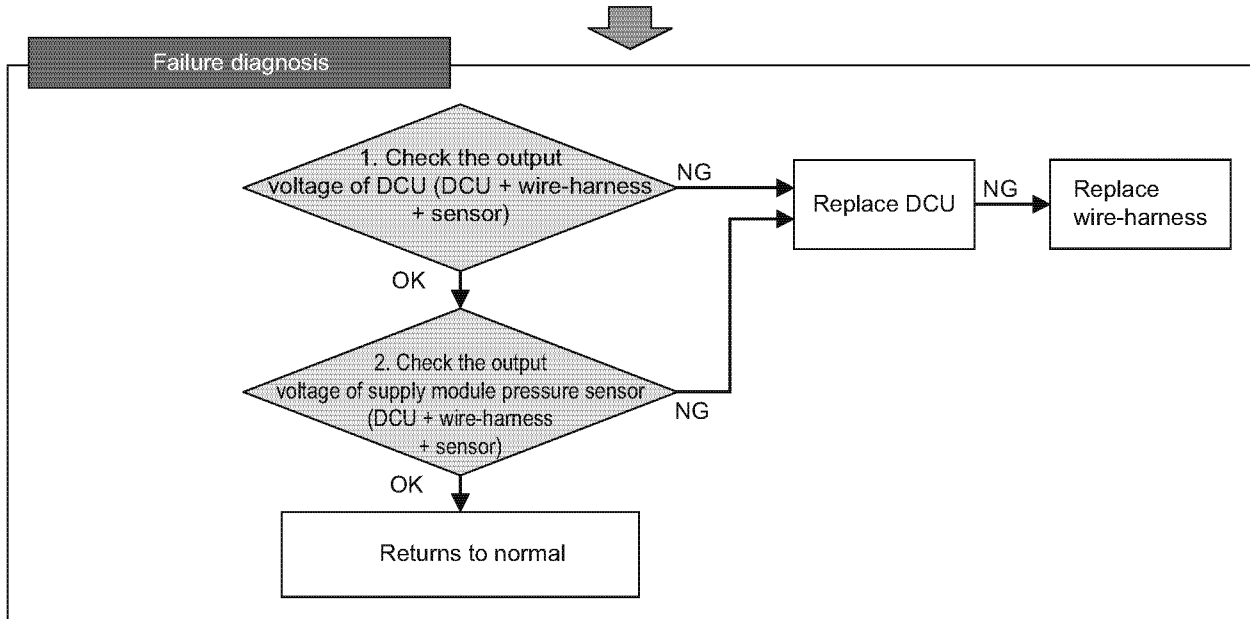 Failure diagnosis
1. Check the output
voltage of DCU (DCU + wire-harness
+ sensor)
NG
Replace DCU
NG
Replace
wire-harness
OK
2. Check the output
voltage of supply module pressure sensor
(DCU + wire-harness
+ sensor)
NG
OK
Returns to normal